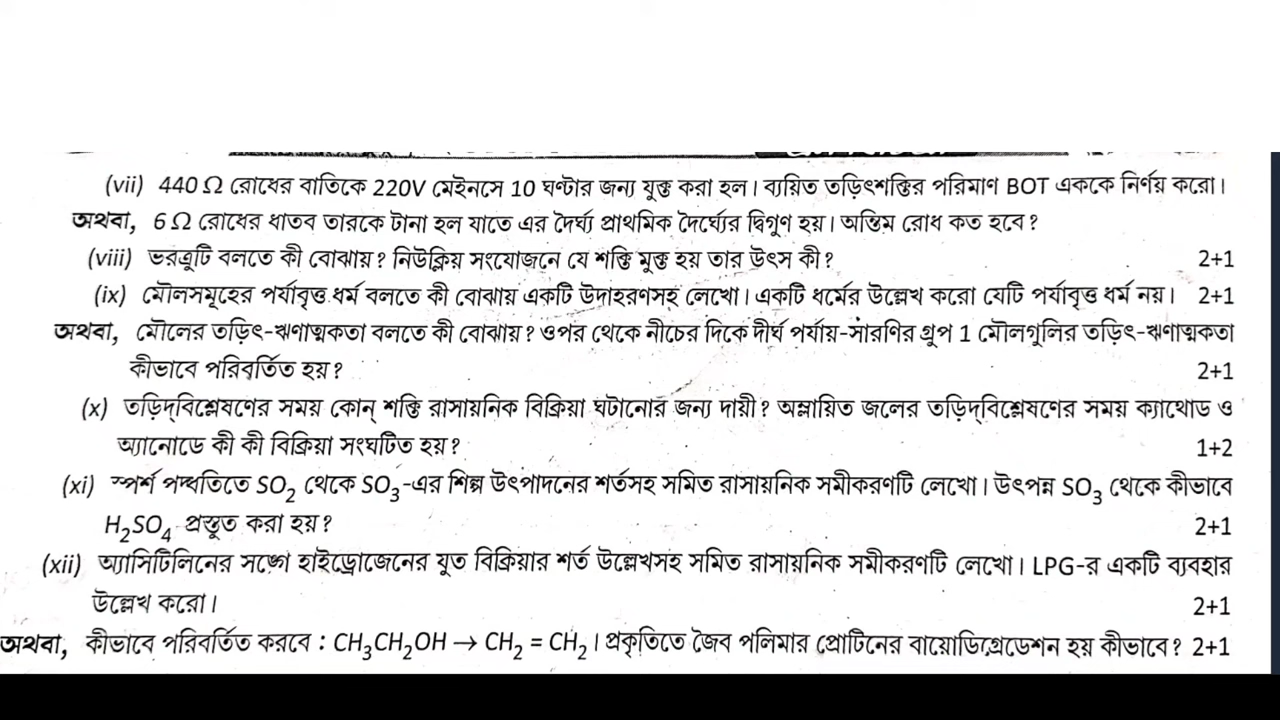 (vii) 440 Ω রোধের বাতিকে 220V মেইনসে 10 ঘণ্টার জন্য যুক্ত করা হল। ব্যয়িত তড়িৎশক্তির পরিমাণ BOT এককে নির্ণয় করো।
অথবা, 6 Ω রোধের ধাতব তারকে টানা হল যাতে এর দৈর্ঘ্য প্রাথমিক দৈর্ঘ্যের দ্বিগুণ হয়। অন্তিম রোধ কত হবে?
(viii) ভরত্রুটি বলতে কী বোঝায়? নিউক্লিয় সংযোজনে যে শক্তি মুক্ত হয় তার উৎস কী? 2+1
(ix) মৌলসমূহের পর্যাবৃত্ত ধর্ম বলতে কী বোঝায় একটি উদাহরণসহ লেখো। একটি ধর্মের উল্লেখ করো যেটি পর্যাবৃত্ত ধর্ম নয়। 2+1
অথবা, মৌলের তড়িৎ-ঋণাত্মকতা বলতে কী বোঝায়? ওপর থেকে নীচের দিকে দীর্ঘ পর্যায়-সারণির গ্রুপ 1 মৌলগুলির তড়িৎ-ঋণাত্মকতা
কীভাবে পরিবর্তিত হয়? 2+1
(x) তড়িদ্‌বিশ্লেষণের সময় কোন্ শক্তি রাসায়নিক বিক্রিয়া ঘটানোর জন্য দায়ী? অম্লায়িত জলের তড়িদ্‌বিশ্লেষণের সময় ক্যাথোড ও
অ্যানোডে কী কী বিক্রিয়া সংঘটিত হয়? 1+2
(xi) স্পর্শ পদ্ধতিতে SO₂ থেকে SO₃-এর শিল্প উৎপাদনের শর্তসহ সমিত রাসায়নিক সমীকরণটি লেখো। উৎপন্ন SO₃ থেকে কীভাবে
H₂SO₄ প্রস্তুত করা হয়? 2+1
(xii) অ্যাসিটিলিনের সঙ্গে হাইড্রোজেনের যুত বিক্রিয়ার শর্ত উল্লেখসহ সমিত রাসায়নিক সমীকরণটি লেখো। LPG-র একটি ব্যবহার
উল্লেখ করো। 2+1
অথবা, কীভাবে পরিবর্তিত করবে : CH₃CH₂OH → CH₂ = CH₂। প্রকৃতিতে জৈব পলিমার প্রোটিনের বায়োডিগ্রেডেশন হয় কীভাবে? 2+1